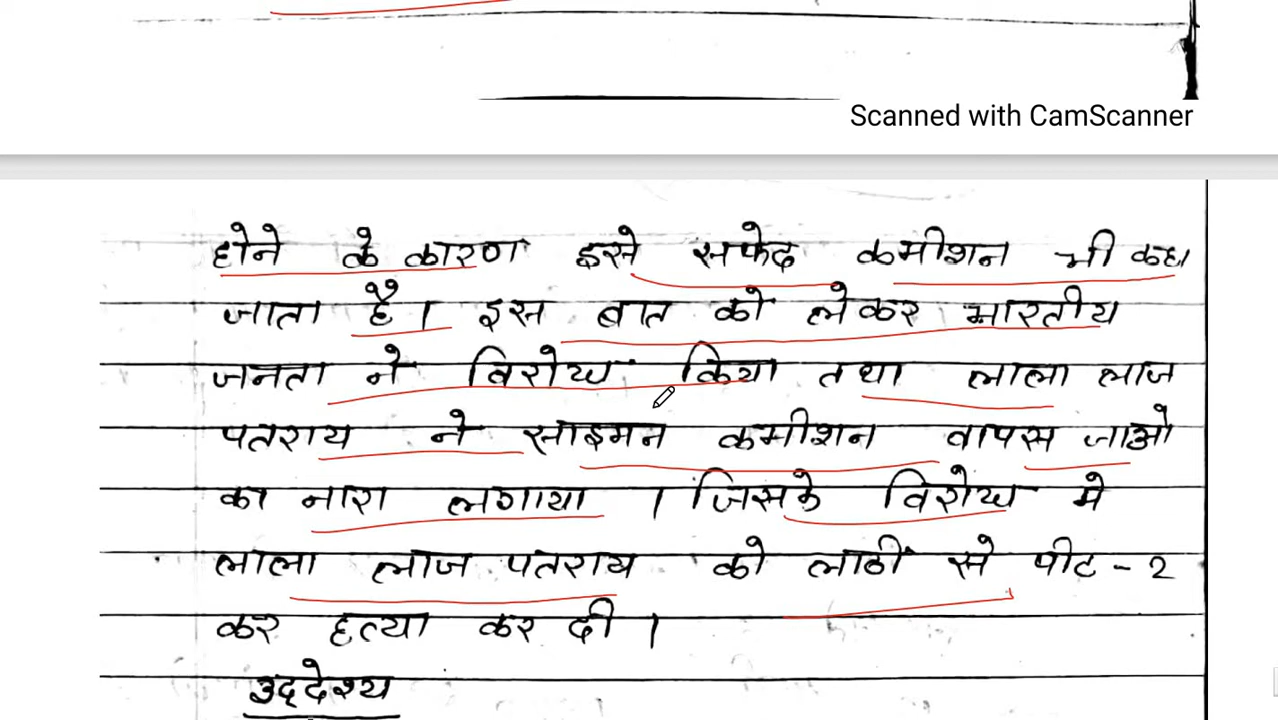 Scanned with CamScanner
होने के कारण इसे सफेद कमीशन भी कहा
जाता है। इस बात को लेकर भारतीय
जनता ने विरोध किया तथा लाला लाज
पतराय ने साइमन कमीशन वापस जाओ
का नारा लगाया । जिसके विरोध मे
लाला लाज पतराय को लाठी से पीट-2
कर हत्या कर दी ।
उद्देश्य